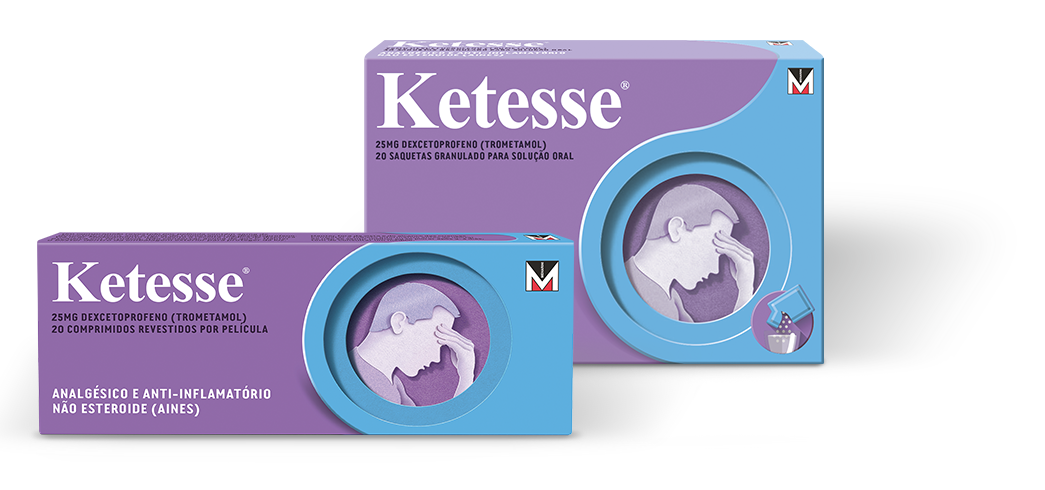 Ketesse®
25MG DEXCETOPROFENO (TROMETAMOL)
20 SAQUETAS GRANULADO PARA SOLUÇÃO ORAL
Ketesse®
25MG DEXCETOPROFENO (TROMETAMOL)
20 COMPRIMIDOS REVESTIDOS POR PELÍCULA
ANALGÉSICO E ANTI-INFLAMATÓRIO
NÃO ESTEROIDE (AINES)